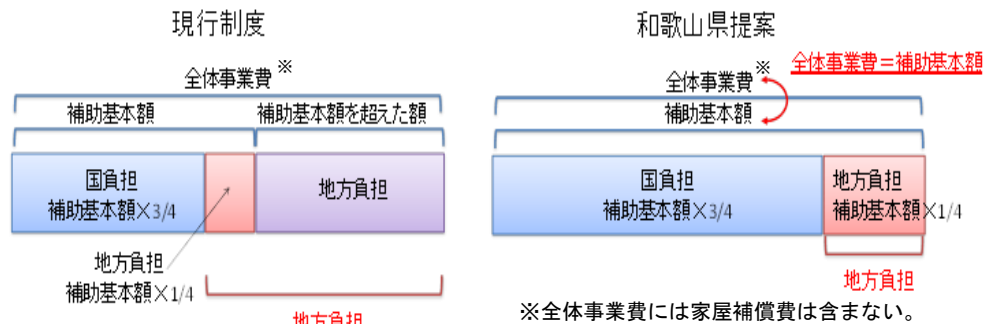 現行制度
全体事業費※
補助基本額
補助基本額を超えた額
国負担
補助基本額×3/4
地方負担
地方負担
補助基本額×1/4
地方負担
和歌山県提案
全体事業費＝補助基本額
全体事業費※
補助基本額
国負担
補助基本額×3/4
地方負担
補助基本額×1/4
地方負担
※全体事業費には家屋補償費は含まない。